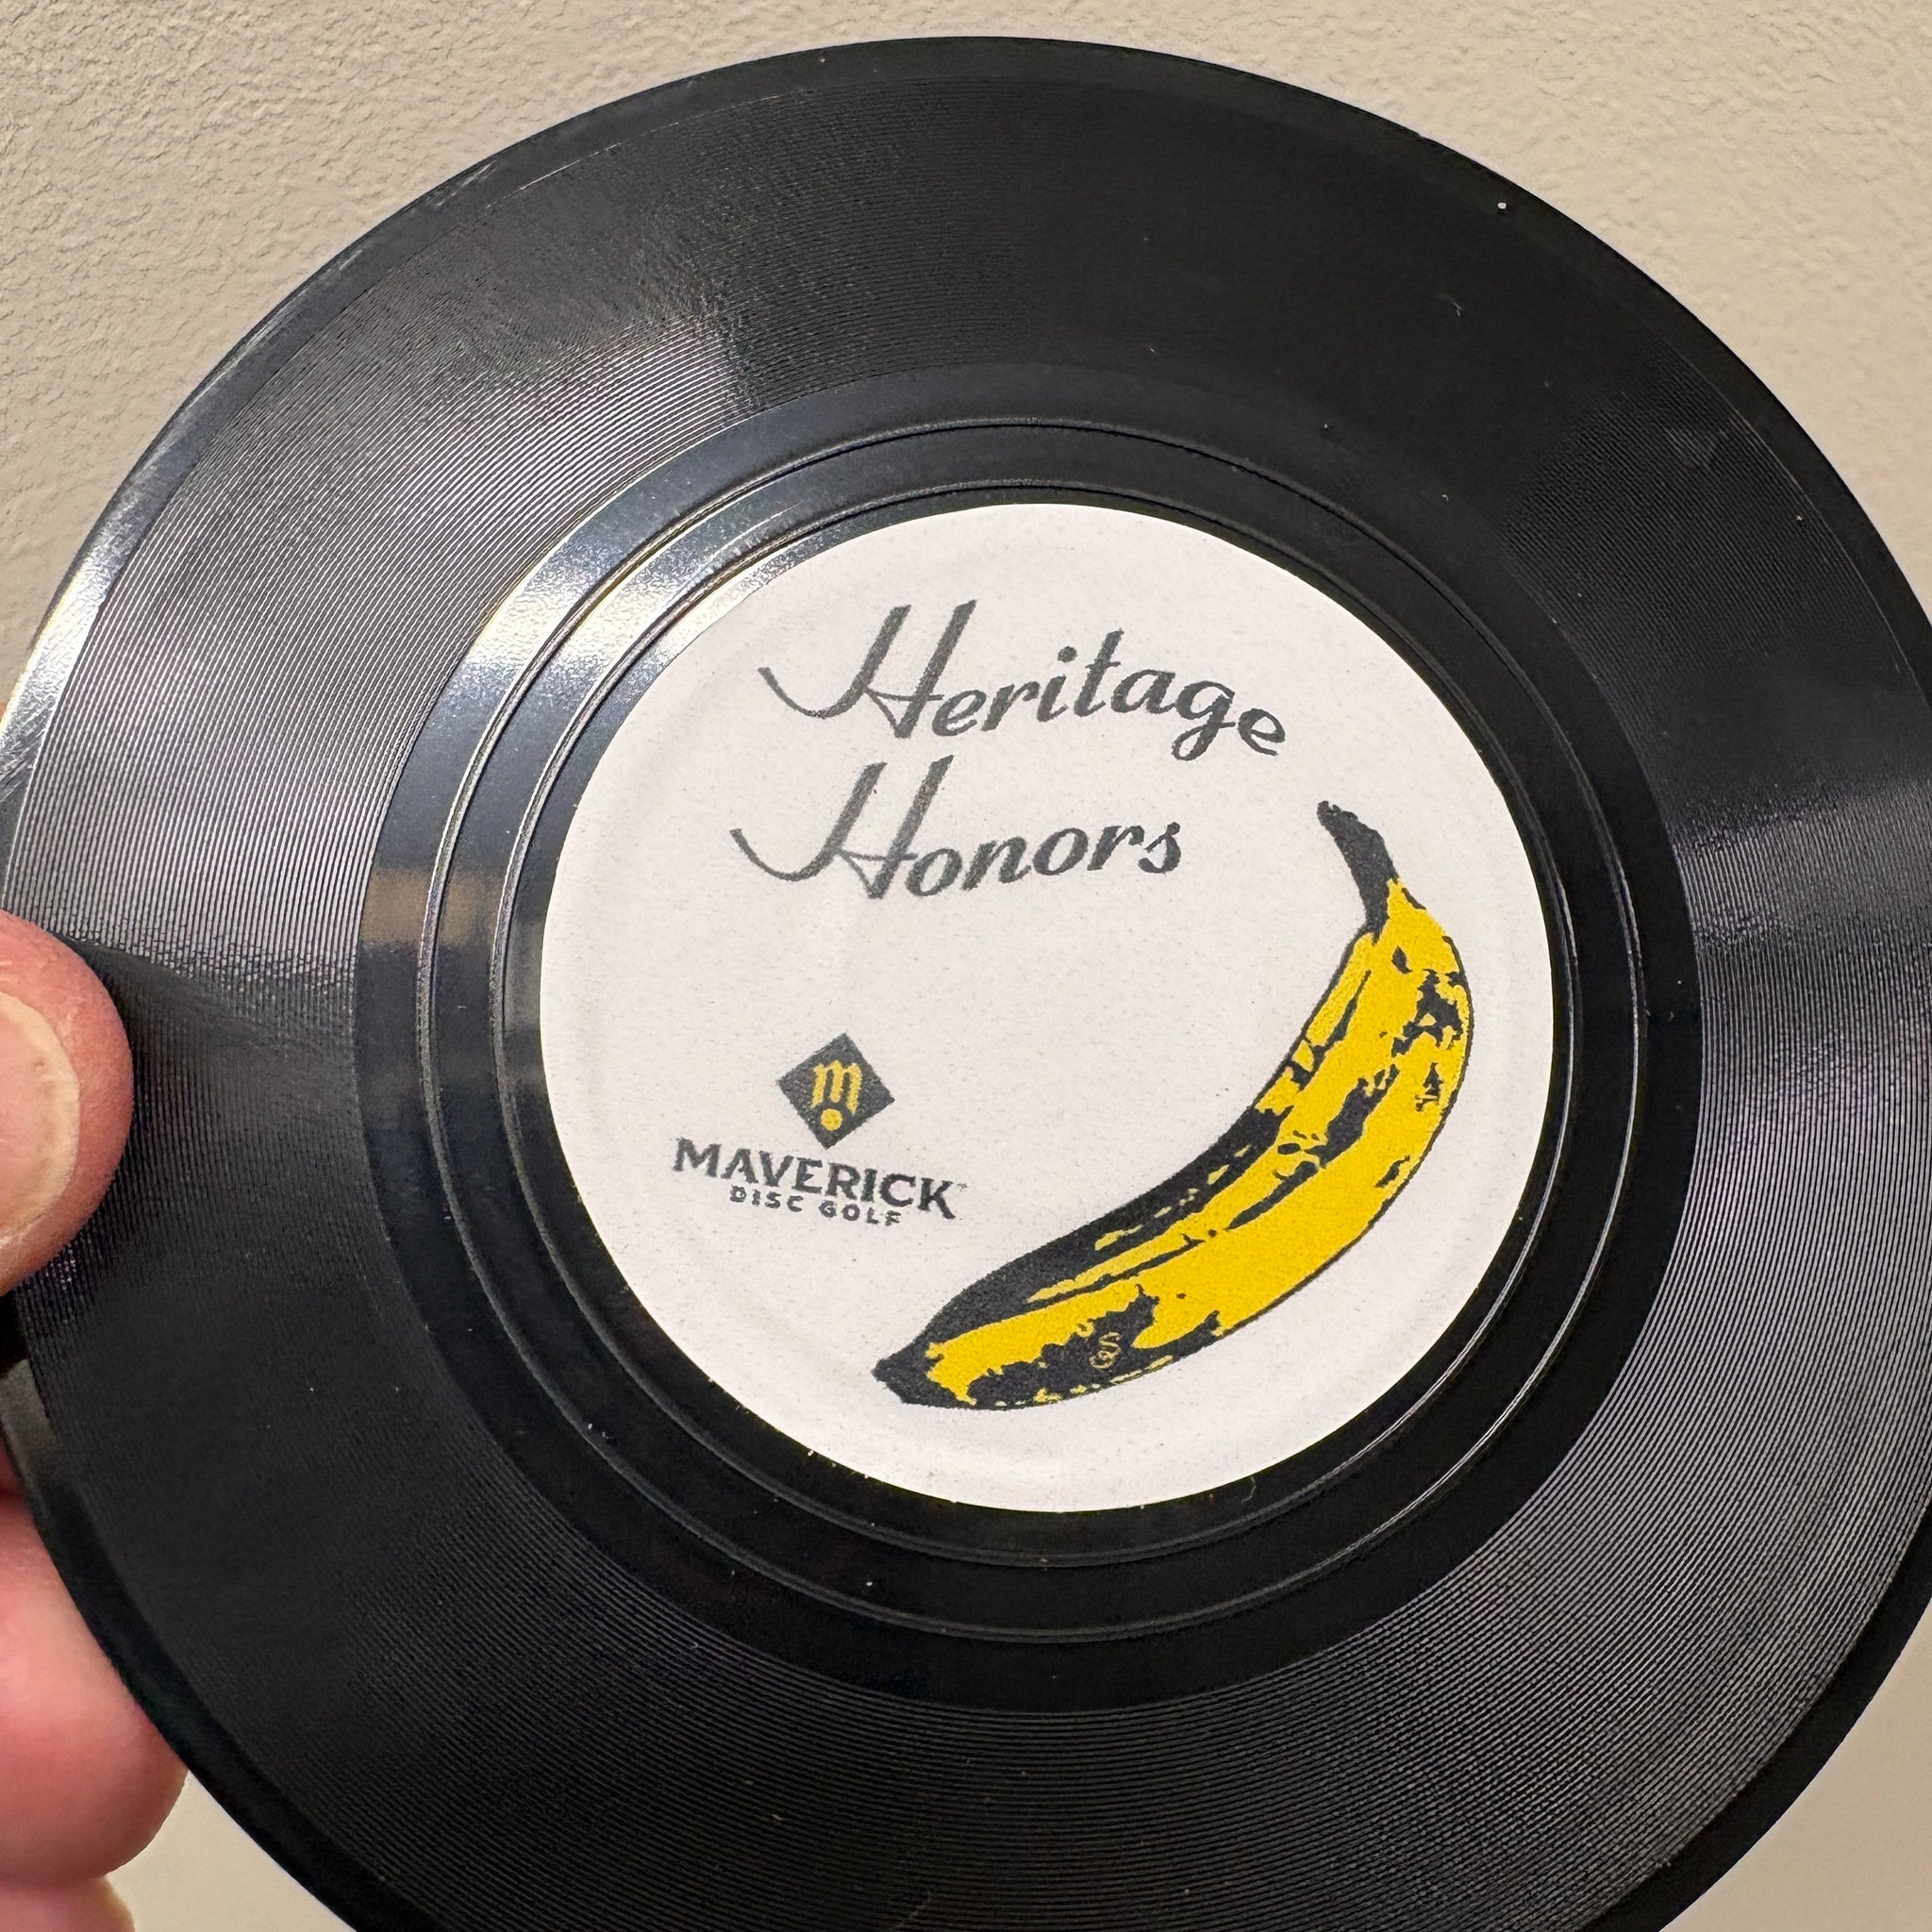 Heritage
Honors
m
MAVERICK
DISC GOLF